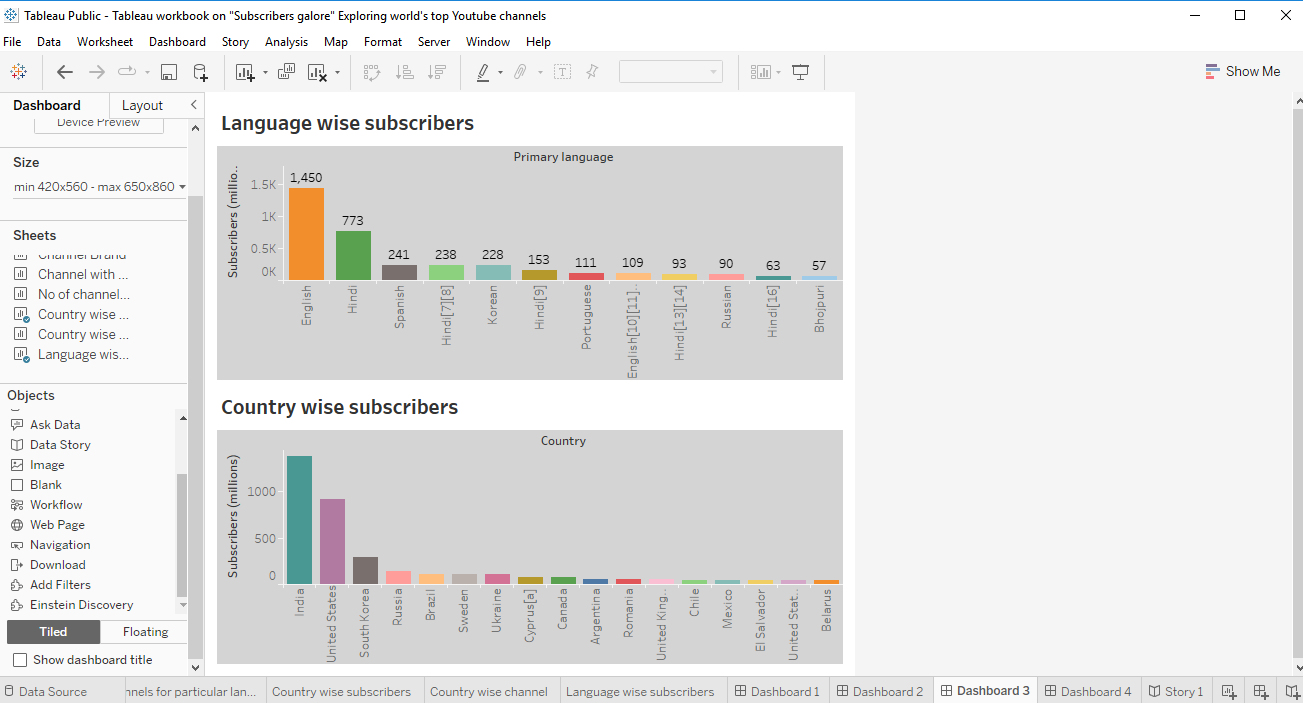 Tableau Public - Tableau workbook on "Subscribers galore" Exploring world's top Youtube channels
File Data Worksheet Dashboard Story Analysis Map Format Server Window Help
Show Me
Dashboard Layout
Device Preview
Size
min 420x560 - max 650x860
Sheets
Channel Brand
Channel with ...
No of channel...
Country wise ...
Country wise ...
Language wis...
Objects
Ask Data
Data Story
Image
Blank
Workflow
Web Page
Navigation
Download
Add Filters
Einstein Discovery
Tiled Floating
Show dashboard title
Language wise subscribers
Primary language
Subscribers (millio..
1.5K
1K
0.5K
0K
1,450
773
241
238
228
153
111
109
93
90
63
57
English
Hindi
Spanish
Hindi[7][8]
Korean
Hindi[9]
Portuguese
English[10][11]..
Hindi[13][14]
Russian
Hindi[16]
Bhojpuri
Country wise subscribers
Country
Subscribers (millions)
1000
500
0
India
United States
South Korea
Russia
Brazil
Sweden
Ukraine
Cyprus[a]
Canada
Argentina
Romania
United King..
Chile
Mexico
El Salvador
United Stat..
Belarus
Data Source nnels for particular lan... Country wise subscribers Country wise channel Language wise subscribers Dashboard 1 Dashboard 2 Dashboard 3 Dashboard 4 Story 1